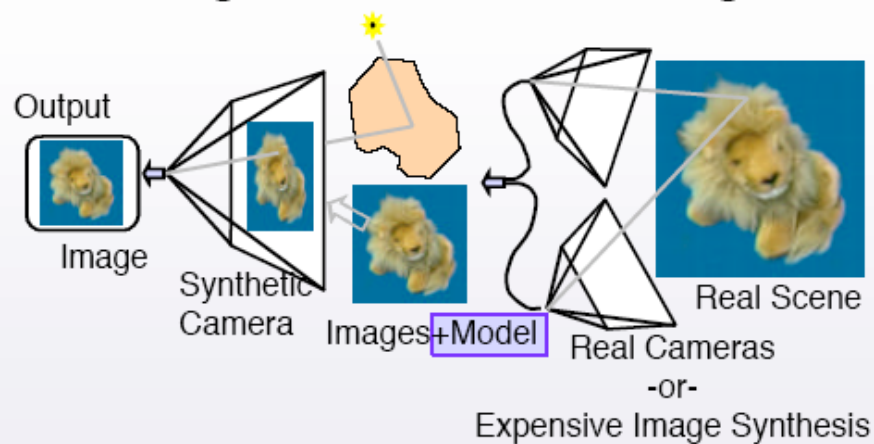 Output
Image
Synthetic
Camera
Images+Model
Real Scene
Real Cameras
-or-
Expensive Image Synthesis